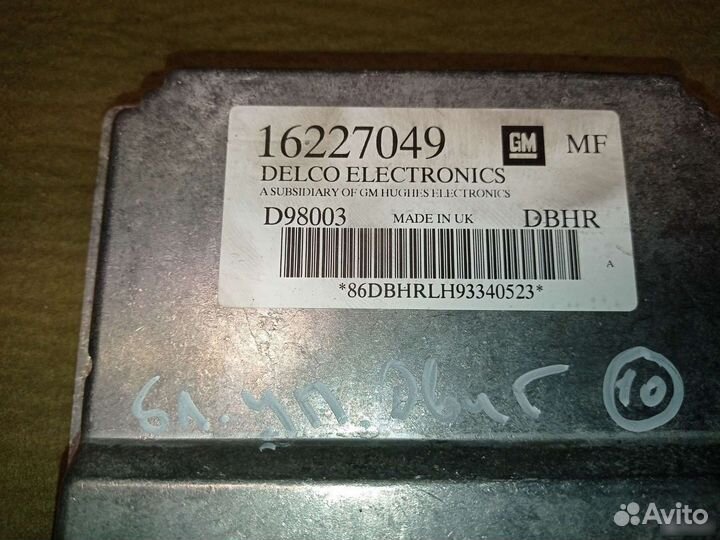 16227049 GM MF
DELCO ELECTRONICS
A SUBSIDIARY OF GM HUGHES ELECTRONICS
D98003 MADE IN UK DBHR
A
*86DBHRLH93340523*
бл. уп. двиг 10
Avito